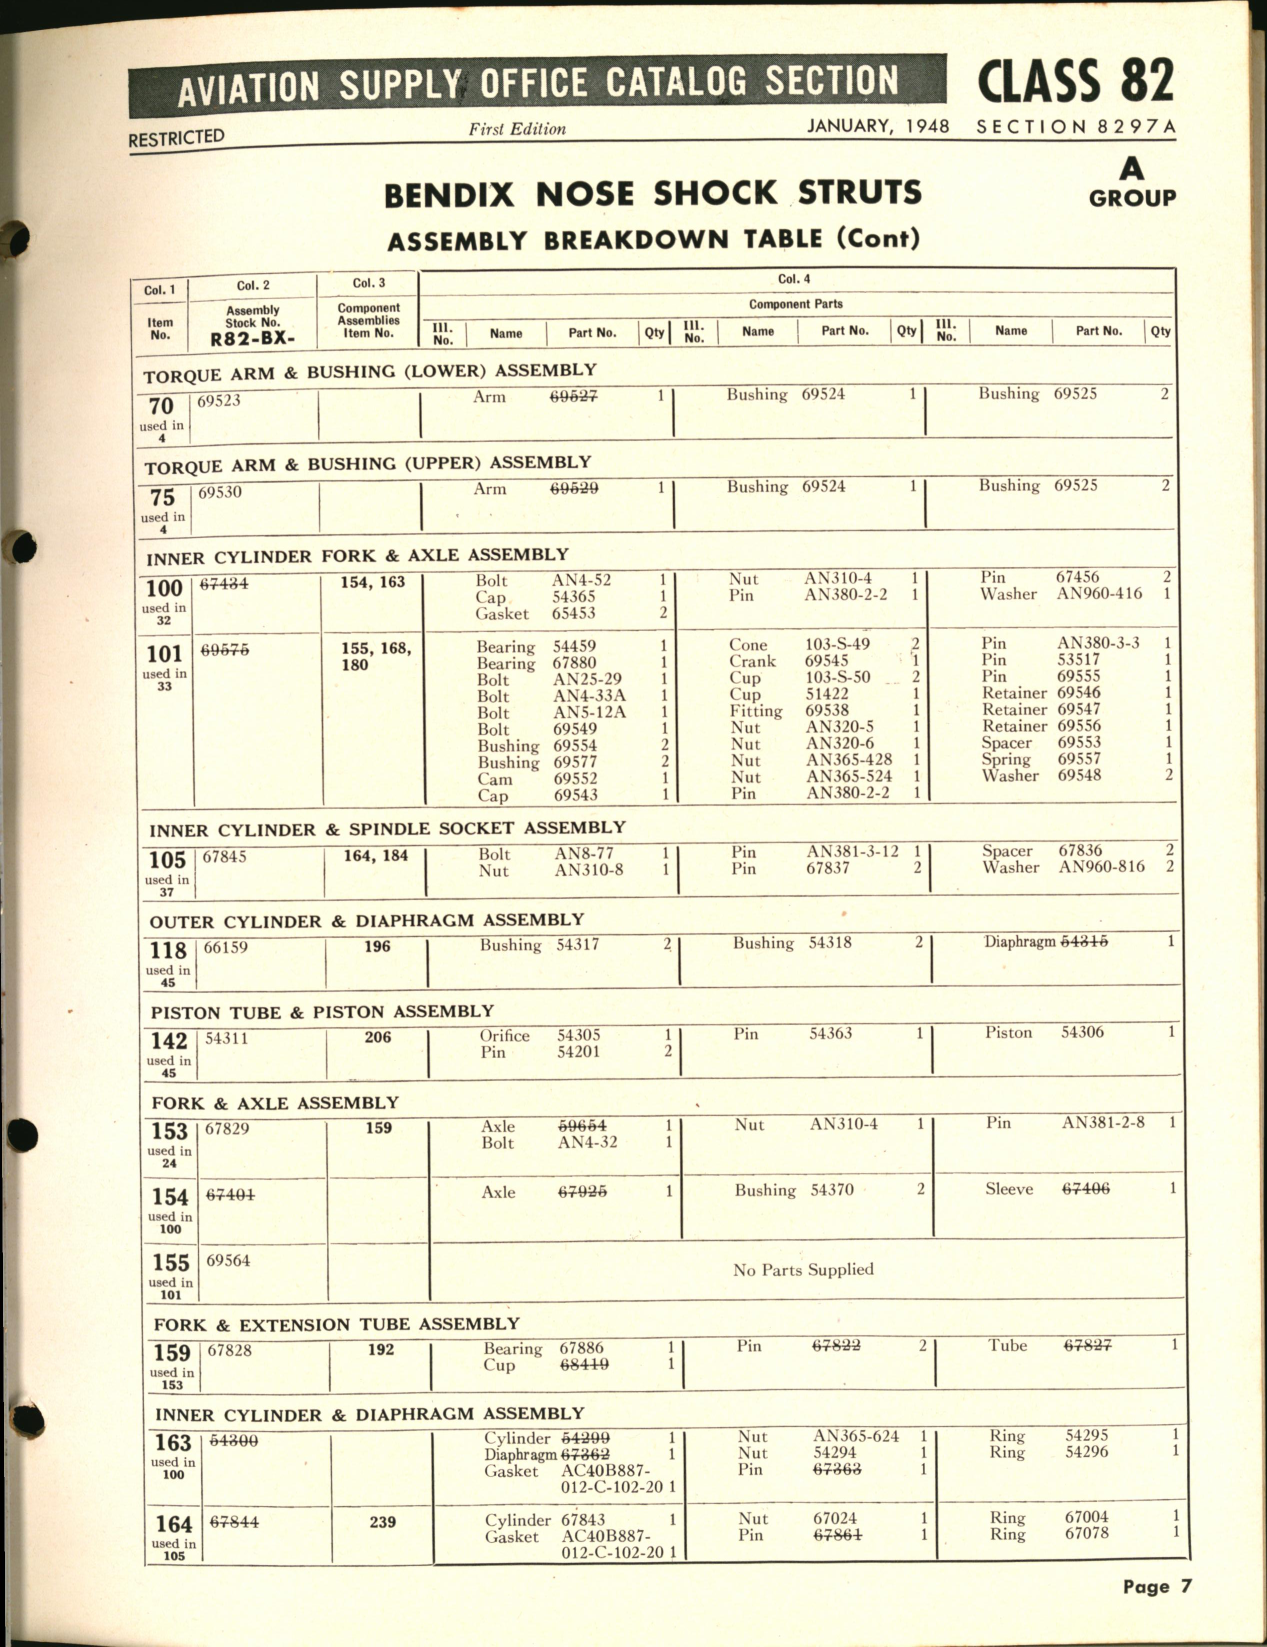 AVIATION SUPPLY OFFICE CATALOG SECTION CLASS 82
RESTRICTED First Edition JANUARY, 1948 SECTION 8297A
A
GROUP
BENDIX NOSE SHOCK STRUTS
ASSEMBLY BREAKDOWN TABLE (Cont)
Col. 1 Col. 2 Col. 3 Col. 4
Item No. Assembly Stock No. R82-BX- Component Assemblies Item No. Component Parts
Ill. No. Name Part No. Qty Ill. No. Name Part No. Qty Ill. No. Name Part No. Qty
TORQUE ARM & BUSHING (LOWER) ASSEMBLY
70 69523 Arm 69527 1 Bushing 69524 1 Bushing 69525 2
used in
4
TORQUE ARM & BUSHING (UPPER) ASSEMBLY
75 69530 Arm 69529 1 Bushing 69524 1 Bushing 69525 2
used in
4
INNER CYLINDER FORK & AXLE ASSEMBLY
100 67434 154, 163 Bolt AN4-52 1 Nut AN310-4 1 Pin 67456 2
used in Cap 54365 1 Pin AN380-2-2 1 Washer AN960-416 1
32 Gasket 65453 2
101 69575 155, 168, Bearing 54459 1 Cone 103-S-49 2 Pin AN380-3-3 1
used in 180 Bearing 67880 1 Crank 69545 1 Pin 53517 1
33 Bolt AN25-29 1 Cup 103-S-50 2 Pin 69555 1
Bolt AN4-33A 1 Cup 51422 1 Retainer 69546 1
Bolt AN5-12A 1 Fitting 69538 1 Retainer 69547 1
Bolt 69549 1 Nut AN320-5 1 Retainer 69556 1
Bushing 69554 2 Nut AN320-6 1 Spacer 69553 1
Bushing 69577 2 Nut AN365-428 1 Spring 69557 1
Cam 69552 1 Nut AN365-524 1 Washer 69548 2
Cap 69543 1 Pin AN380-2-2 1
INNER CYLINDER & SPINDLE SOCKET ASSEMBLY
105 67845 164, 184 Bolt AN8-77 1 Pin AN381-3-12 1 Spacer 67836 2
used in Nut AN310-8 1 Pin 67837 2 Washer AN960-816 2
37
OUTER CYLINDER & DIAPHRAGM ASSEMBLY
118 66159 196 Bushing 54317 2 Bushing 54318 2 Diaphragm 54315 1
used in
45
PISTON TUBE & PISTON ASSEMBLY
142 54311 206 Orifice 54305 1 Pin 54363 1 Piston 54306 1
used in Pin 54201 2
45
FORK & AXLE ASSEMBLY
153 67829 159 Axle 59654 1 Nut AN310-4 1 Pin AN381-2-8 1
used in Bolt AN4-32 1
24
154 67401 Axle 67925 1 Bushing 54370 2 Sleeve 67406 1
used in
100
155 69564 No Parts Supplied
used in
101
FORK & EXTENSION TUBE ASSEMBLY
159 67828 192 Bearing 67886 1 Pin 67822 2 Tube 67827 1
used in Cup 68419 1
153
INNER CYLINDER & DIAPHRAGM ASSEMBLY
163 54300 Cylinder 54299 1 Nut AN365-624 1 Ring 54295 1
used in Diaphragm 67362 1 Nut 54294 1 Ring 54296 1
100 Gasket AC40B887- Pin 67363 1
012-C-102-20 1
164 67844 239 Cylinder 67843 1 Nut 67024 1 Ring 67004 1
used in Gasket AC40B887- Pin 67861 1 Ring 67078 1
105 012-C-102-20 1
Page 7